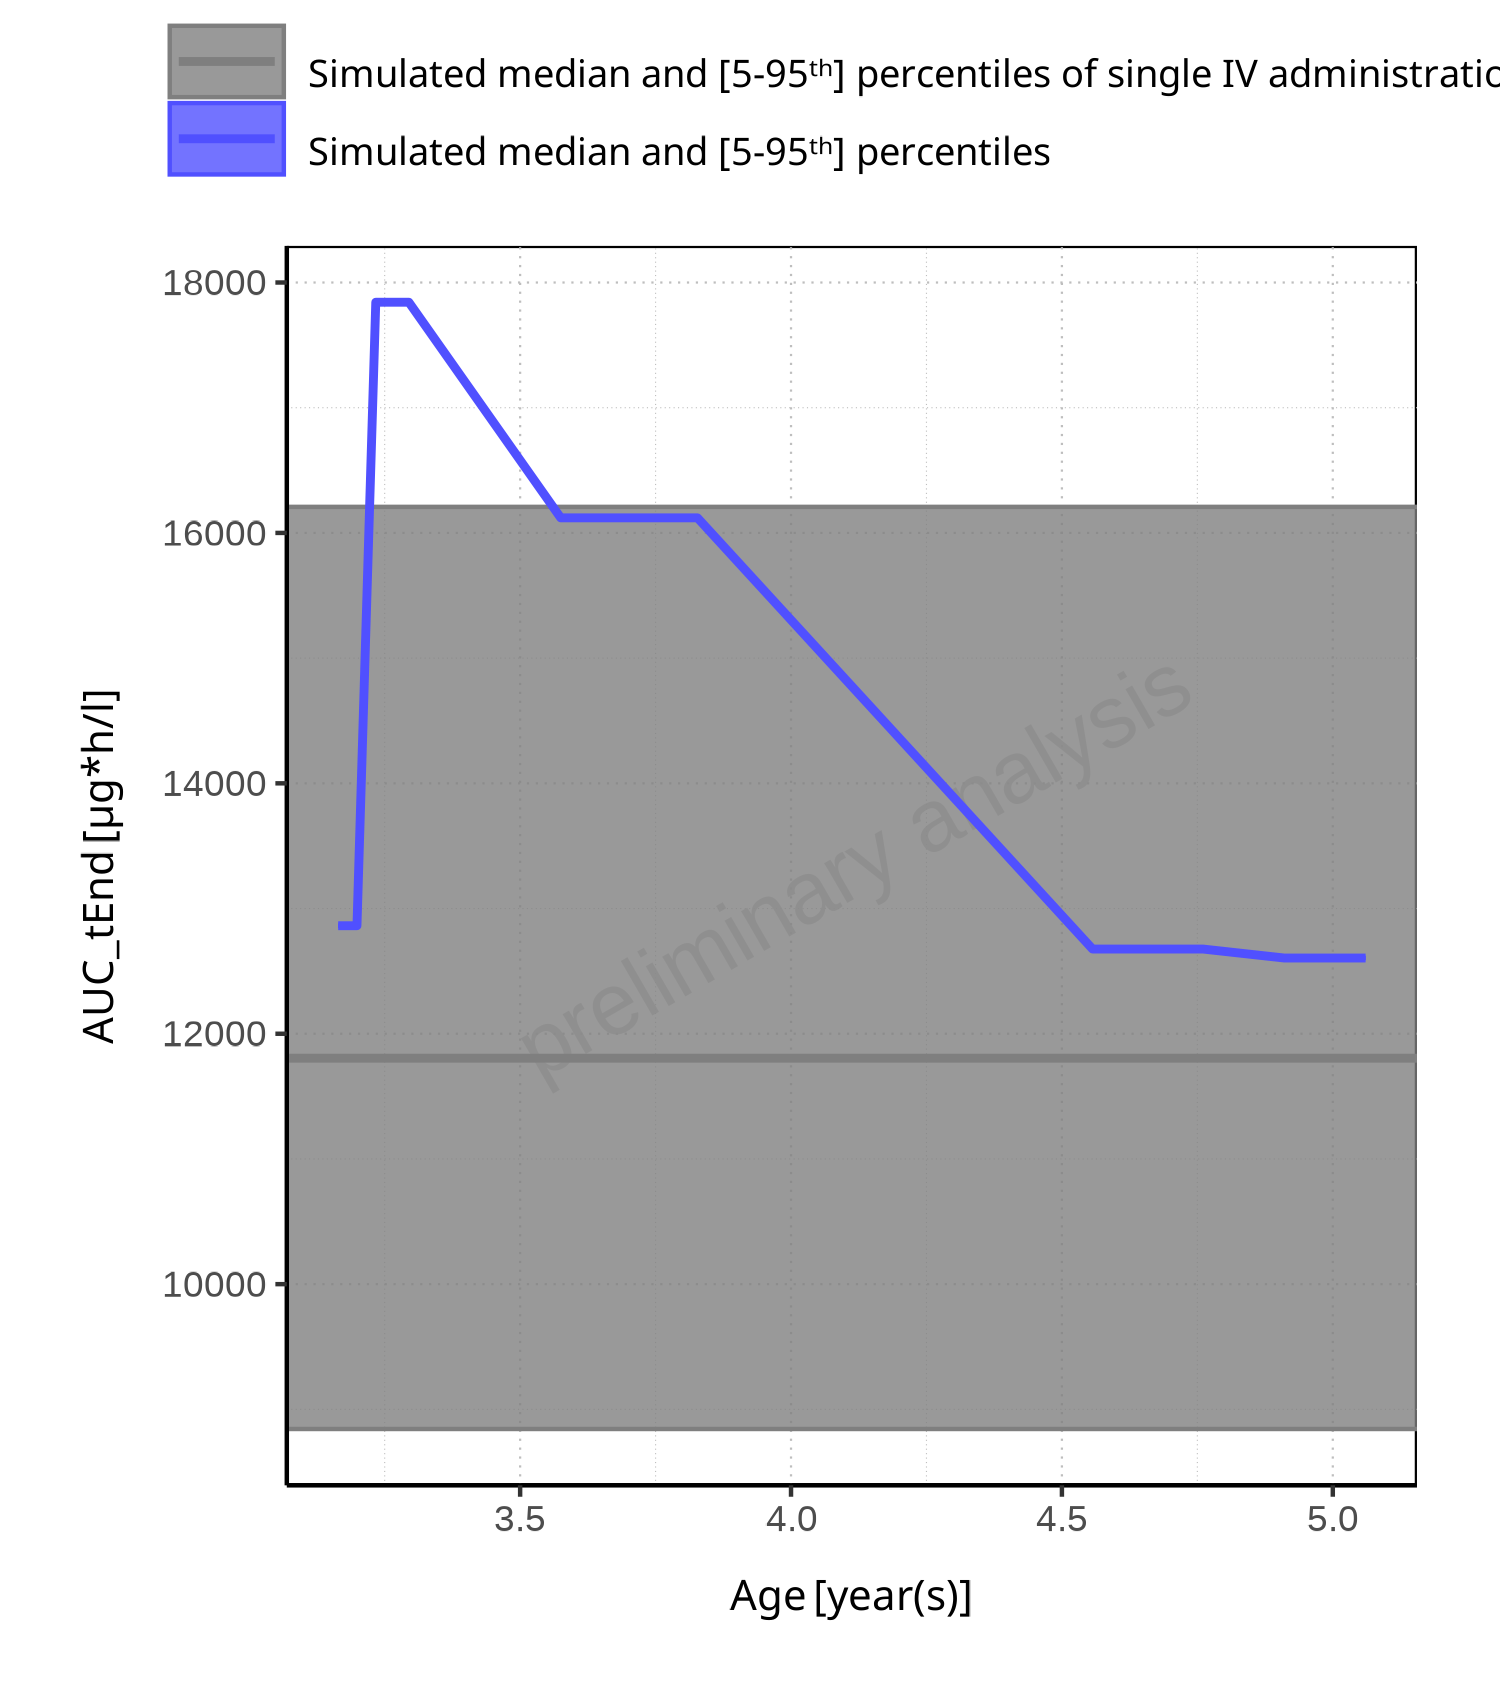 Simulated median and [5-95th] percentiles of single IV administratio
Simulated median and [5-95th] percentiles
18000
16000
14000
12000
10000
AUC_tEnd [µg*h/l]
preliminary analysis
3.5 4.0 4.5 5.0
Age [year(s)]